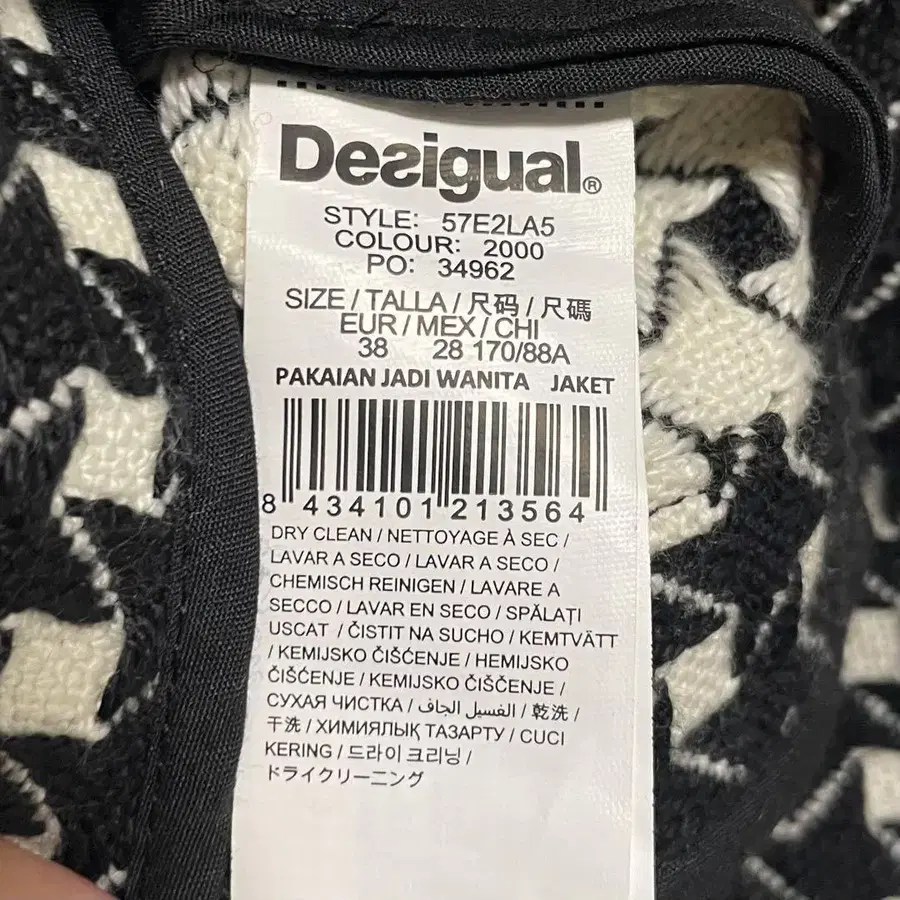 Desigual®
STYLE: 57E2LA5
COLOUR: 2000
PO: 34962
SIZE / TALLA / 尺码 / 尺碼
EUR / MEX / CHI
38 28 170/88A
PAKAIAN JADI WANITA JAKET
8 434101 213564
DRY CLEAN / NETTOYAGE À SEC /
LAVAR A SECO / LAVAR A SECO /
CHEMISCH REINIGEN / LAVARE A
SECCO / LAVAR EN SECO / SPĂLAȚI
USCAT / ČISTIT NA SUCHO / KEMTVÄTT
/ KEMIJSKO ČIŠĆENJE / HEMIJSKO
ČIŠĆENJE / KEMIJSKO ČIŠČENJE /
СУХАЯ ЧИСТКА / الغسيل الجاف / 乾洗 /
干洗 / ХИМИЯЛЫҚ ТАЗАРТУ / CUCI
KERING / 드라이 크리닝 /
ドライクリーニング